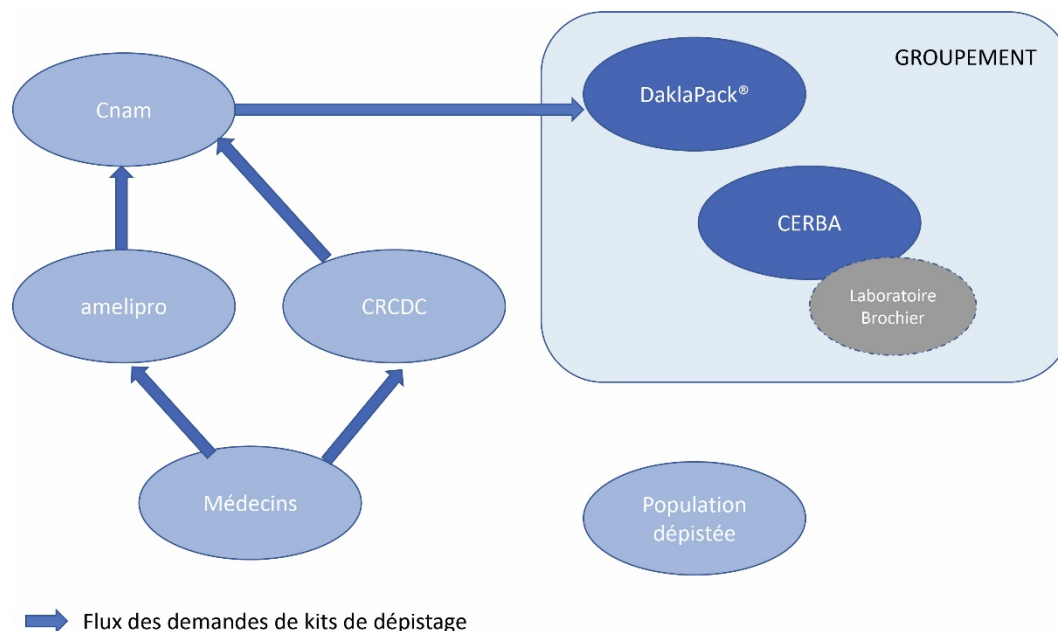 GROUPEMENT
DaklaPack®
Cnam
CERBA
amelipro
CRCDC
Laboratoire
Brochier
Médecins
Population
dépistée
Flux des demandes de kits de dépistage